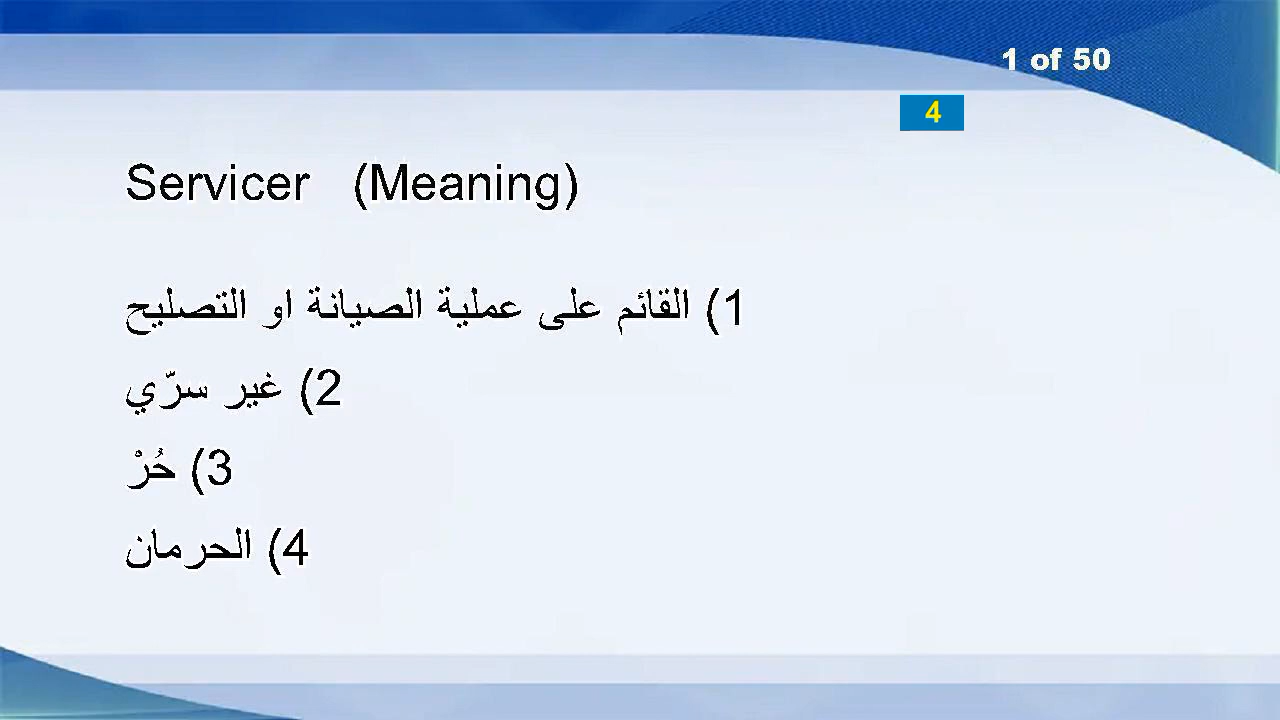 1 of 50
4
Servicer (Meaning)
1) القائم على عملية الصيانة او التصليح
2) غير سرّي
3) حُرْ
4) الحرمان